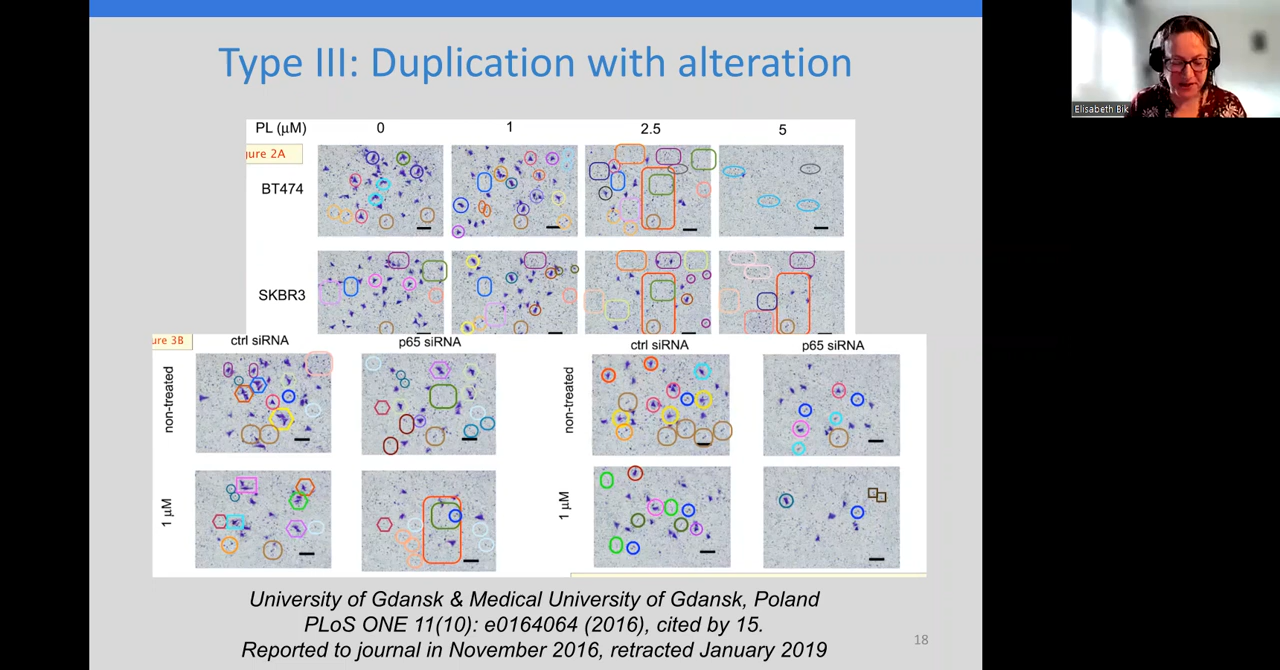 Type III: Duplication with alteration
Elisabeth Bik
PL (μM) 0 1 2.5 5
ure 2A
BT474
SKBR3
ure 3B
ctrl siRNA p65 siRNA ctrl siRNA p65 siRNA
non-treated non-treated
1 μM 1 μM
University of Gdansk & Medical University of Gdansk, Poland
PLoS ONE 11(10): e0164064 (2016), cited by 15.
Reported to journal in November 2016, retracted January 2019
18